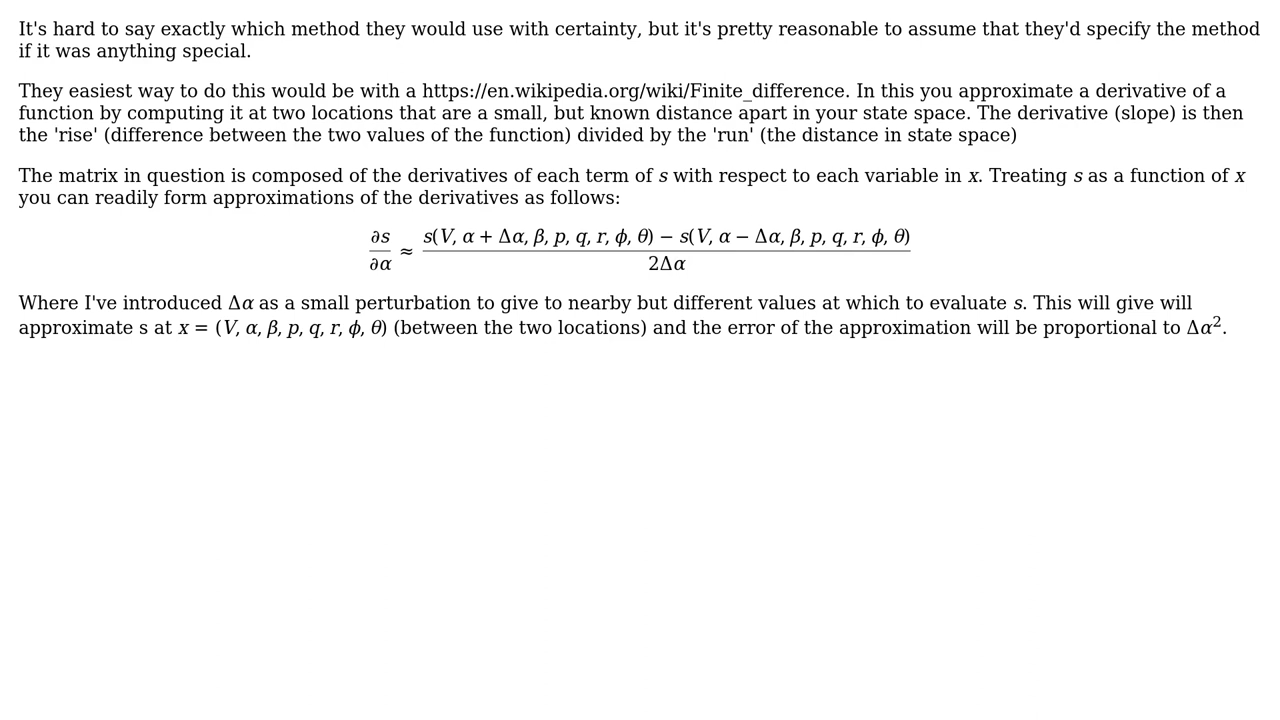 It's hard to say exactly which method they would use with certainty, but it's pretty reasonable to assume that they'd specify the method
if it was anything special.
They easiest way to do this would be with a https://en.wikipedia.org/wiki/Finite_difference. In this you approximate a derivative of a
function by computing it at two locations that are a small, but known distance apart in your state space. The derivative (slope) is then
the 'rise' (difference between the two values of the function) divided by the 'run' (the distance in state space)
The matrix in question is composed of the derivatives of each term of s with respect to each variable in x. Treating s as a function of x
you can readily form approximations of the derivatives as follows:
∂s/∂α ≈ (s(V, α + Δα, β, p, q, r, ϕ, θ) − s(V, α − Δα, β, p, q, r, ϕ, θ))/(2Δα)
Where I've introduced Δα as a small perturbation to give to nearby but different values at which to evaluate s. This will give will
approximate s at x = (V, α, β, p, q, r, ϕ, θ) (between the two locations) and the error of the approximation will be proportional to Δα².